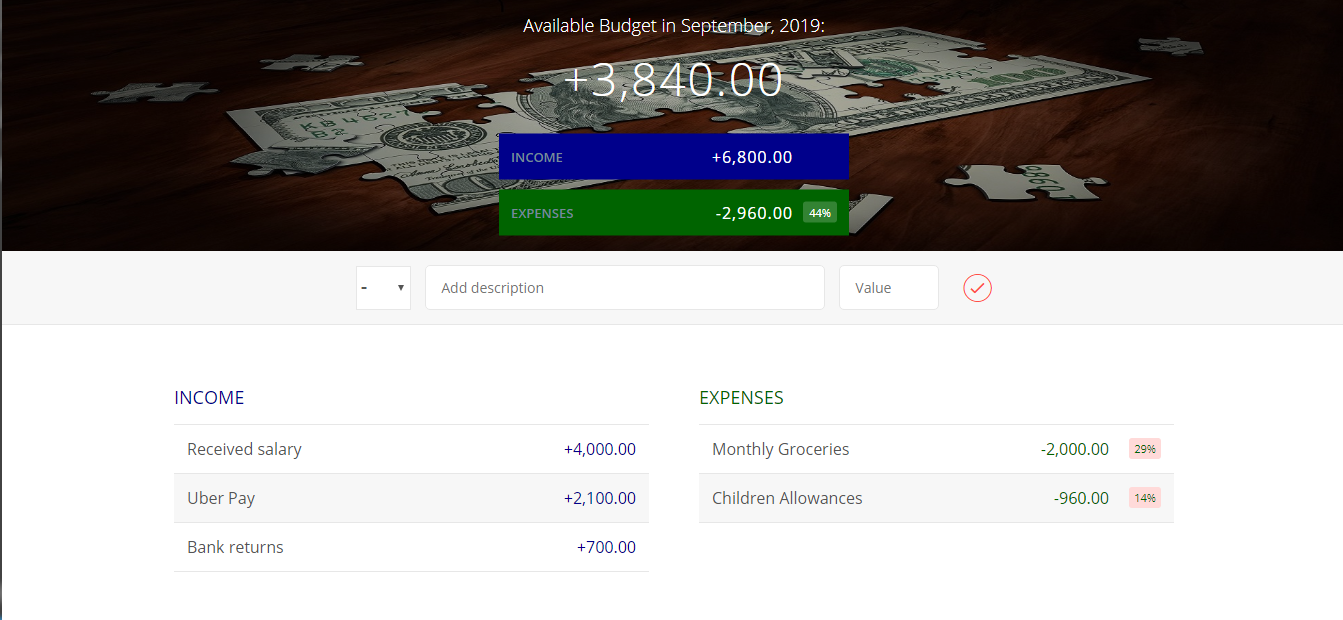 Available Budget in September, 2019:
+3,840.00
INCOME +6,800.00
EXPENSES -2,960.00 44%
- Add description Value
INCOME
Received salary +4,000.00
Uber Pay +2,100.00
Bank returns +700.00
EXPENSES
Monthly Groceries -2,000.00 29%
Children Allowances -960.00 14%